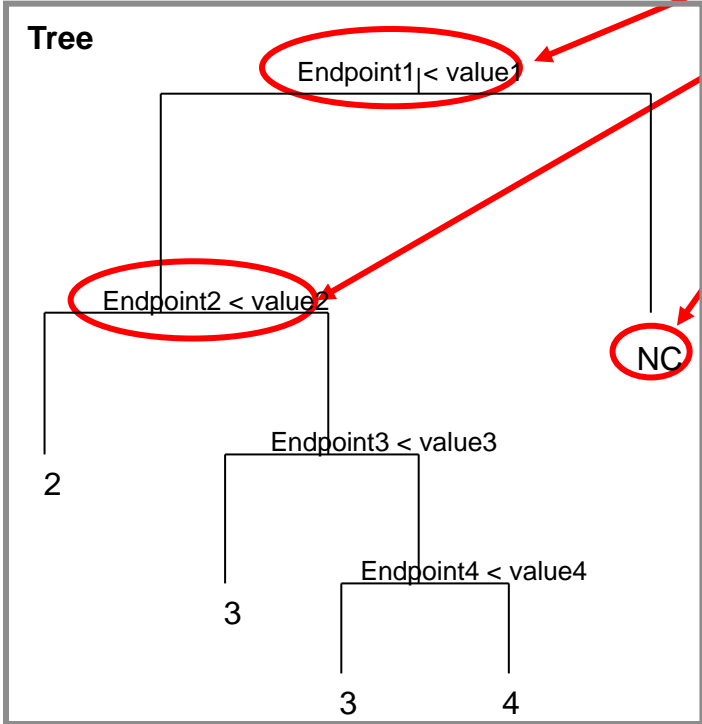 Tree
Endpoint1 < value1
Endpoint2 < value2
NC
Endpoint3 < value3
2
Endpoint4 < value4
3
3
4